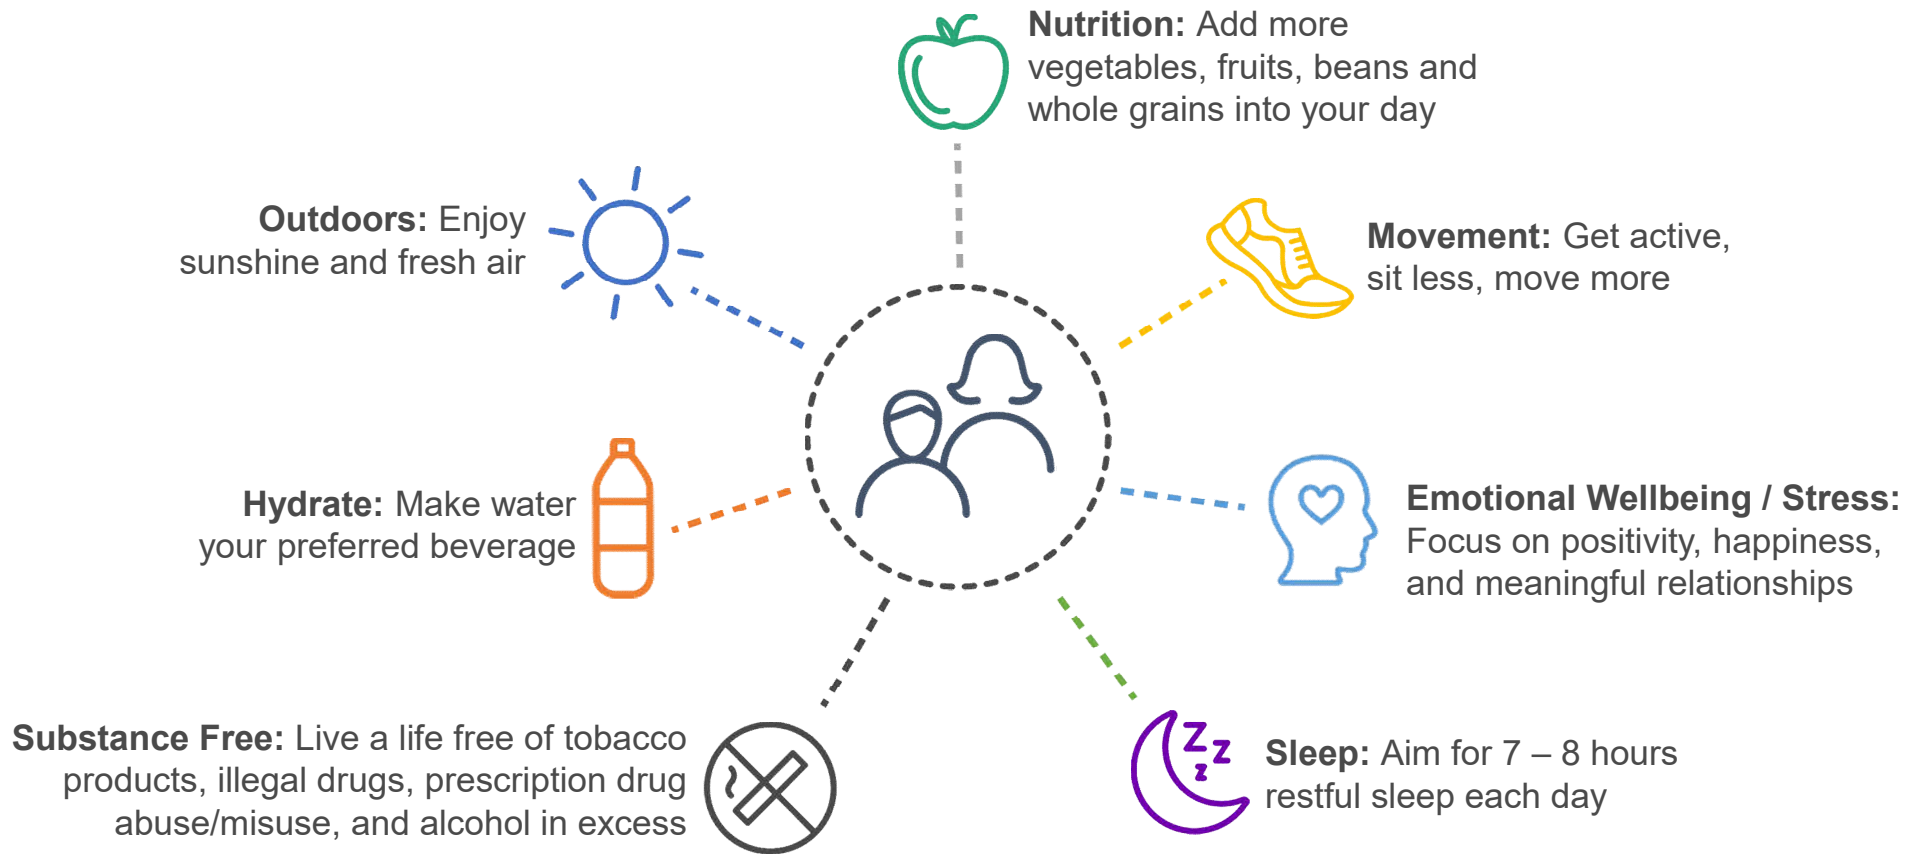 Nutrition: Add more
vegetables, fruits, beans and
whole grains into your day
Outdoors: Enjoy
sunshine and fresh air
Movement: Get active,
sit less, move more
Hydrate: Make water
your preferred beverage
Emotional Wellbeing / Stress:
Focus on positivity, happiness,
and meaningful relationships
Substance Free: Live a life free of tobacco
products, illegal drugs, prescription drug
abuse/misuse, and alcohol in excess
Z
Z
z
Sleep: Aim for 7 – 8 hours
restful sleep each day